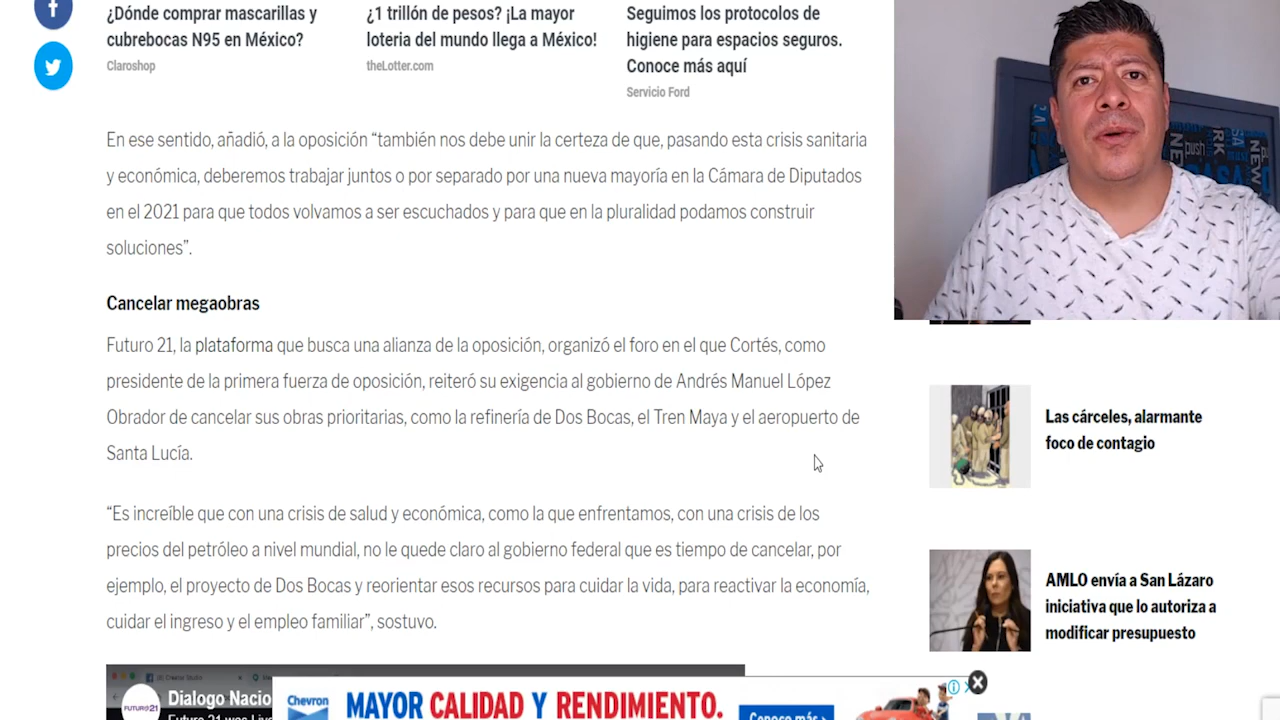 ¿Dónde comprar mascarillas y
cubrebocas N95 en México?
Claroshop
¿1 trillón de pesos? ¡La mayor
loteria del mundo llega a México!
theLotter.com
Seguimos los protocolos de
higiene para espacios seguros.
Conoce más aquí
Servicio Ford
En ese sentido, añadió, a la oposición “también nos debe unir la certeza de que, pasando esta crisis sanitaria
y económica, deberemos trabajar juntos o por separado por una nueva mayoría en la Cámara de Diputados
en el 2021 para que todos volvamos a ser escuchados y para que en la pluralidad podamos construir
soluciones”.
Cancelar megaobras
Futuro 21, la plataforma que busca una alianza de la oposición, organizó el foro en el que Cortés, como
presidente de la primera fuerza de oposición, reiteró su exigencia al gobierno de Andrés Manuel López
Obrador de cancelar sus obras prioritarias, como la refinería de Dos Bocas, el Tren Maya y el aeropuerto de
Santa Lucía.
“Es increíble que con una crisis de salud y económica, como la que enfrentamos, con una crisis de los
precios del petróleo a nivel mundial, no le quede claro al gobierno federal que es tiempo de cancelar, por
ejemplo, el proyecto de Dos Bocas y reorientar esos recursos para cuidar la vida, para reactivar la economía,
cuidar el ingreso y el empleo familiar”, sostuvo.
Las cárceles, alarmante
foco de contagio
AMLO envía a San Lázaro
iniciativa que lo autoriza a
modificar presupuesto
FUTURO21
Dialogo Nacio
Futuro 21 was Live
Chevron
MAYOR CALIDAD Y RENDIMIENTO.
Conoce más
push
NEW